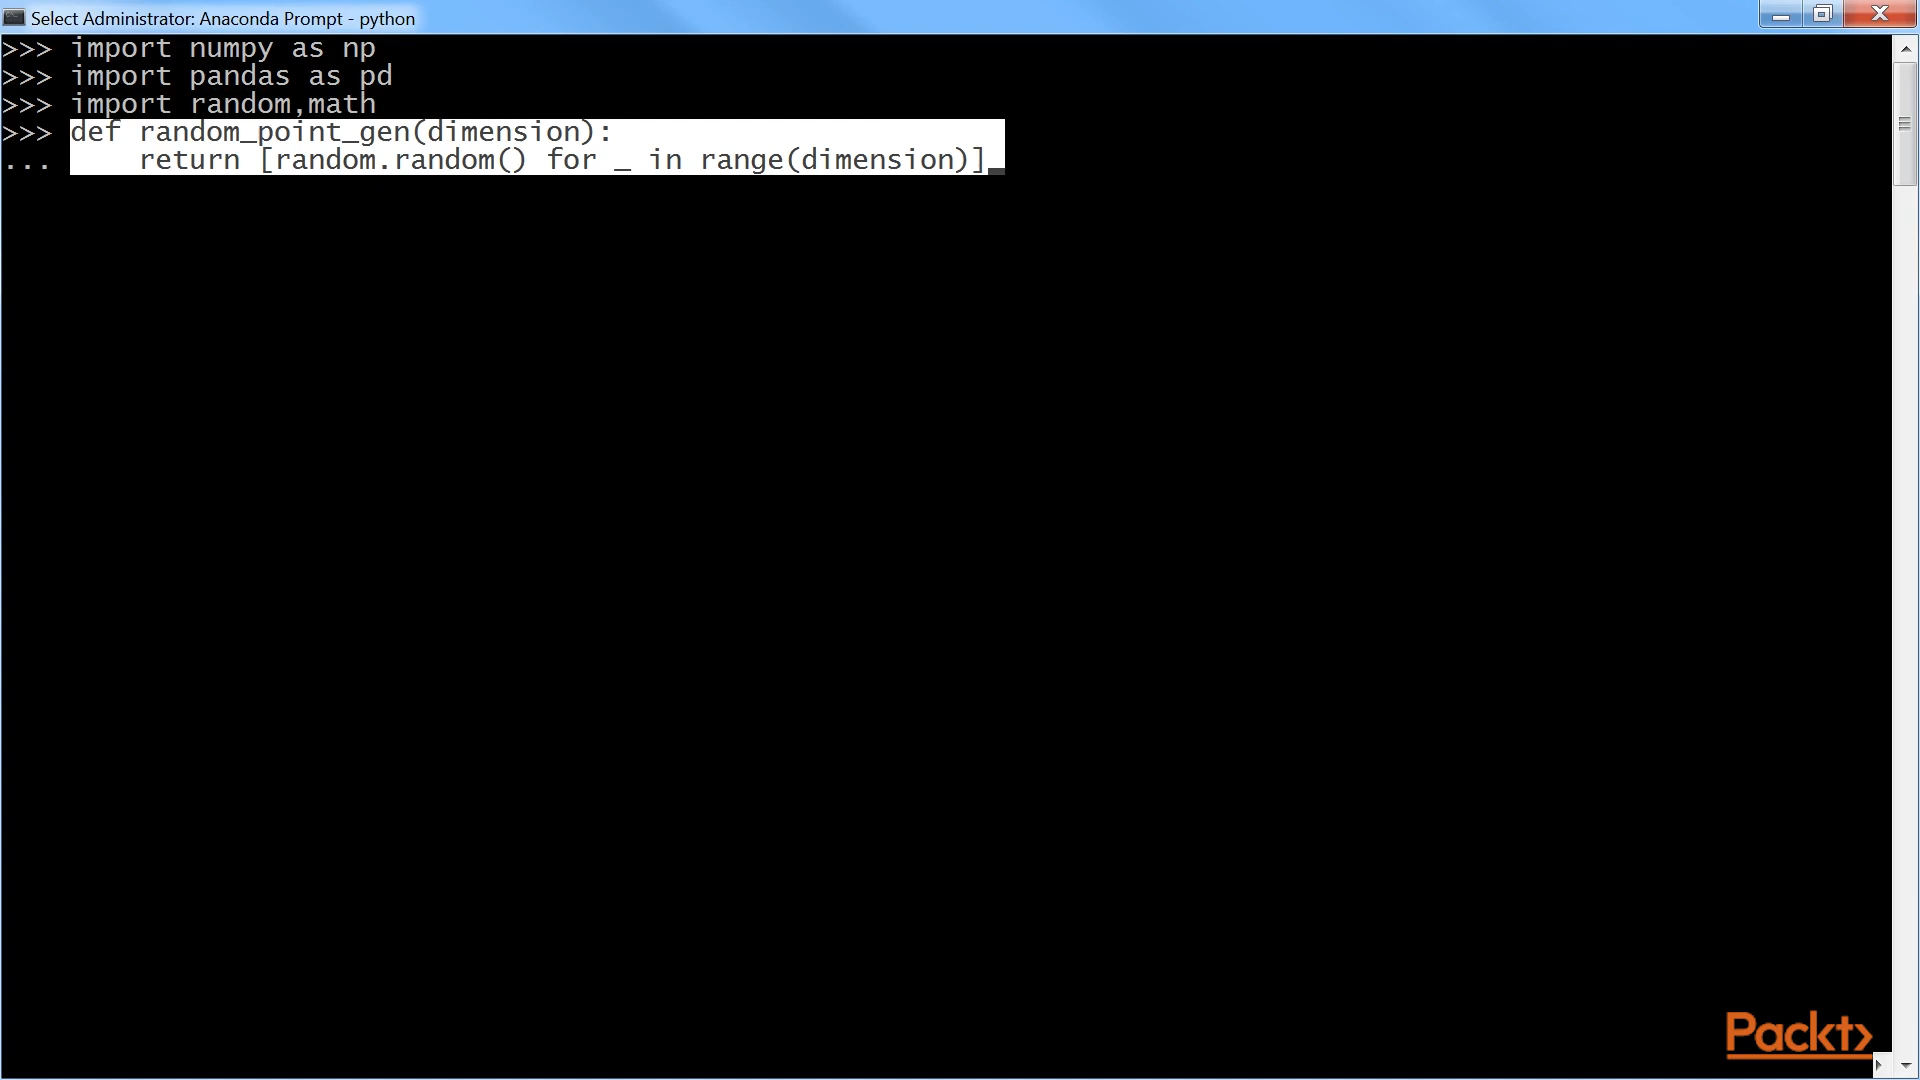 Select Administrator: Anaconda Prompt - python
>>> import numpy as np
>>> import pandas as pd
>>> import random,math
>>> def random_point_gen(dimension):
...     return [random.random() for _ in range(dimension)]
Packt>